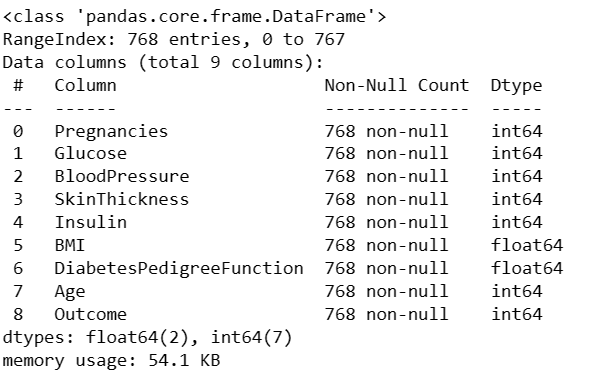 <class 'pandas.core.frame.DataFrame'>
RangeIndex: 768 entries, 0 to 767
Data columns (total 9 columns):
 #   Column                    Non-Null Count  Dtype
---  ------                    --------------  -----
 0   Pregnancies               768 non-null    int64
 1   Glucose                   768 non-null    int64
 2   BloodPressure             768 non-null    int64
 3   SkinThickness             768 non-null    int64
 4   Insulin                   768 non-null    int64
 5   BMI                       768 non-null    float64
 6   DiabetesPedigreeFunction  768 non-null    float64
 7   Age                       768 non-null    int64
 8   Outcome                   768 non-null    int64
dtypes: float64(2), int64(7)
memory usage: 54.1 KB